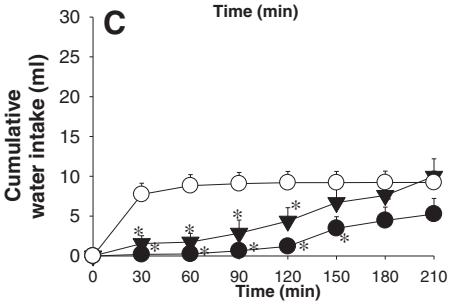 Time (min)
C
Cumulative
water intake (ml)
30
25
20
15
10
5
0
* * * *
* * * * *
0 30 60 90 120 150 180 210
Time (min)